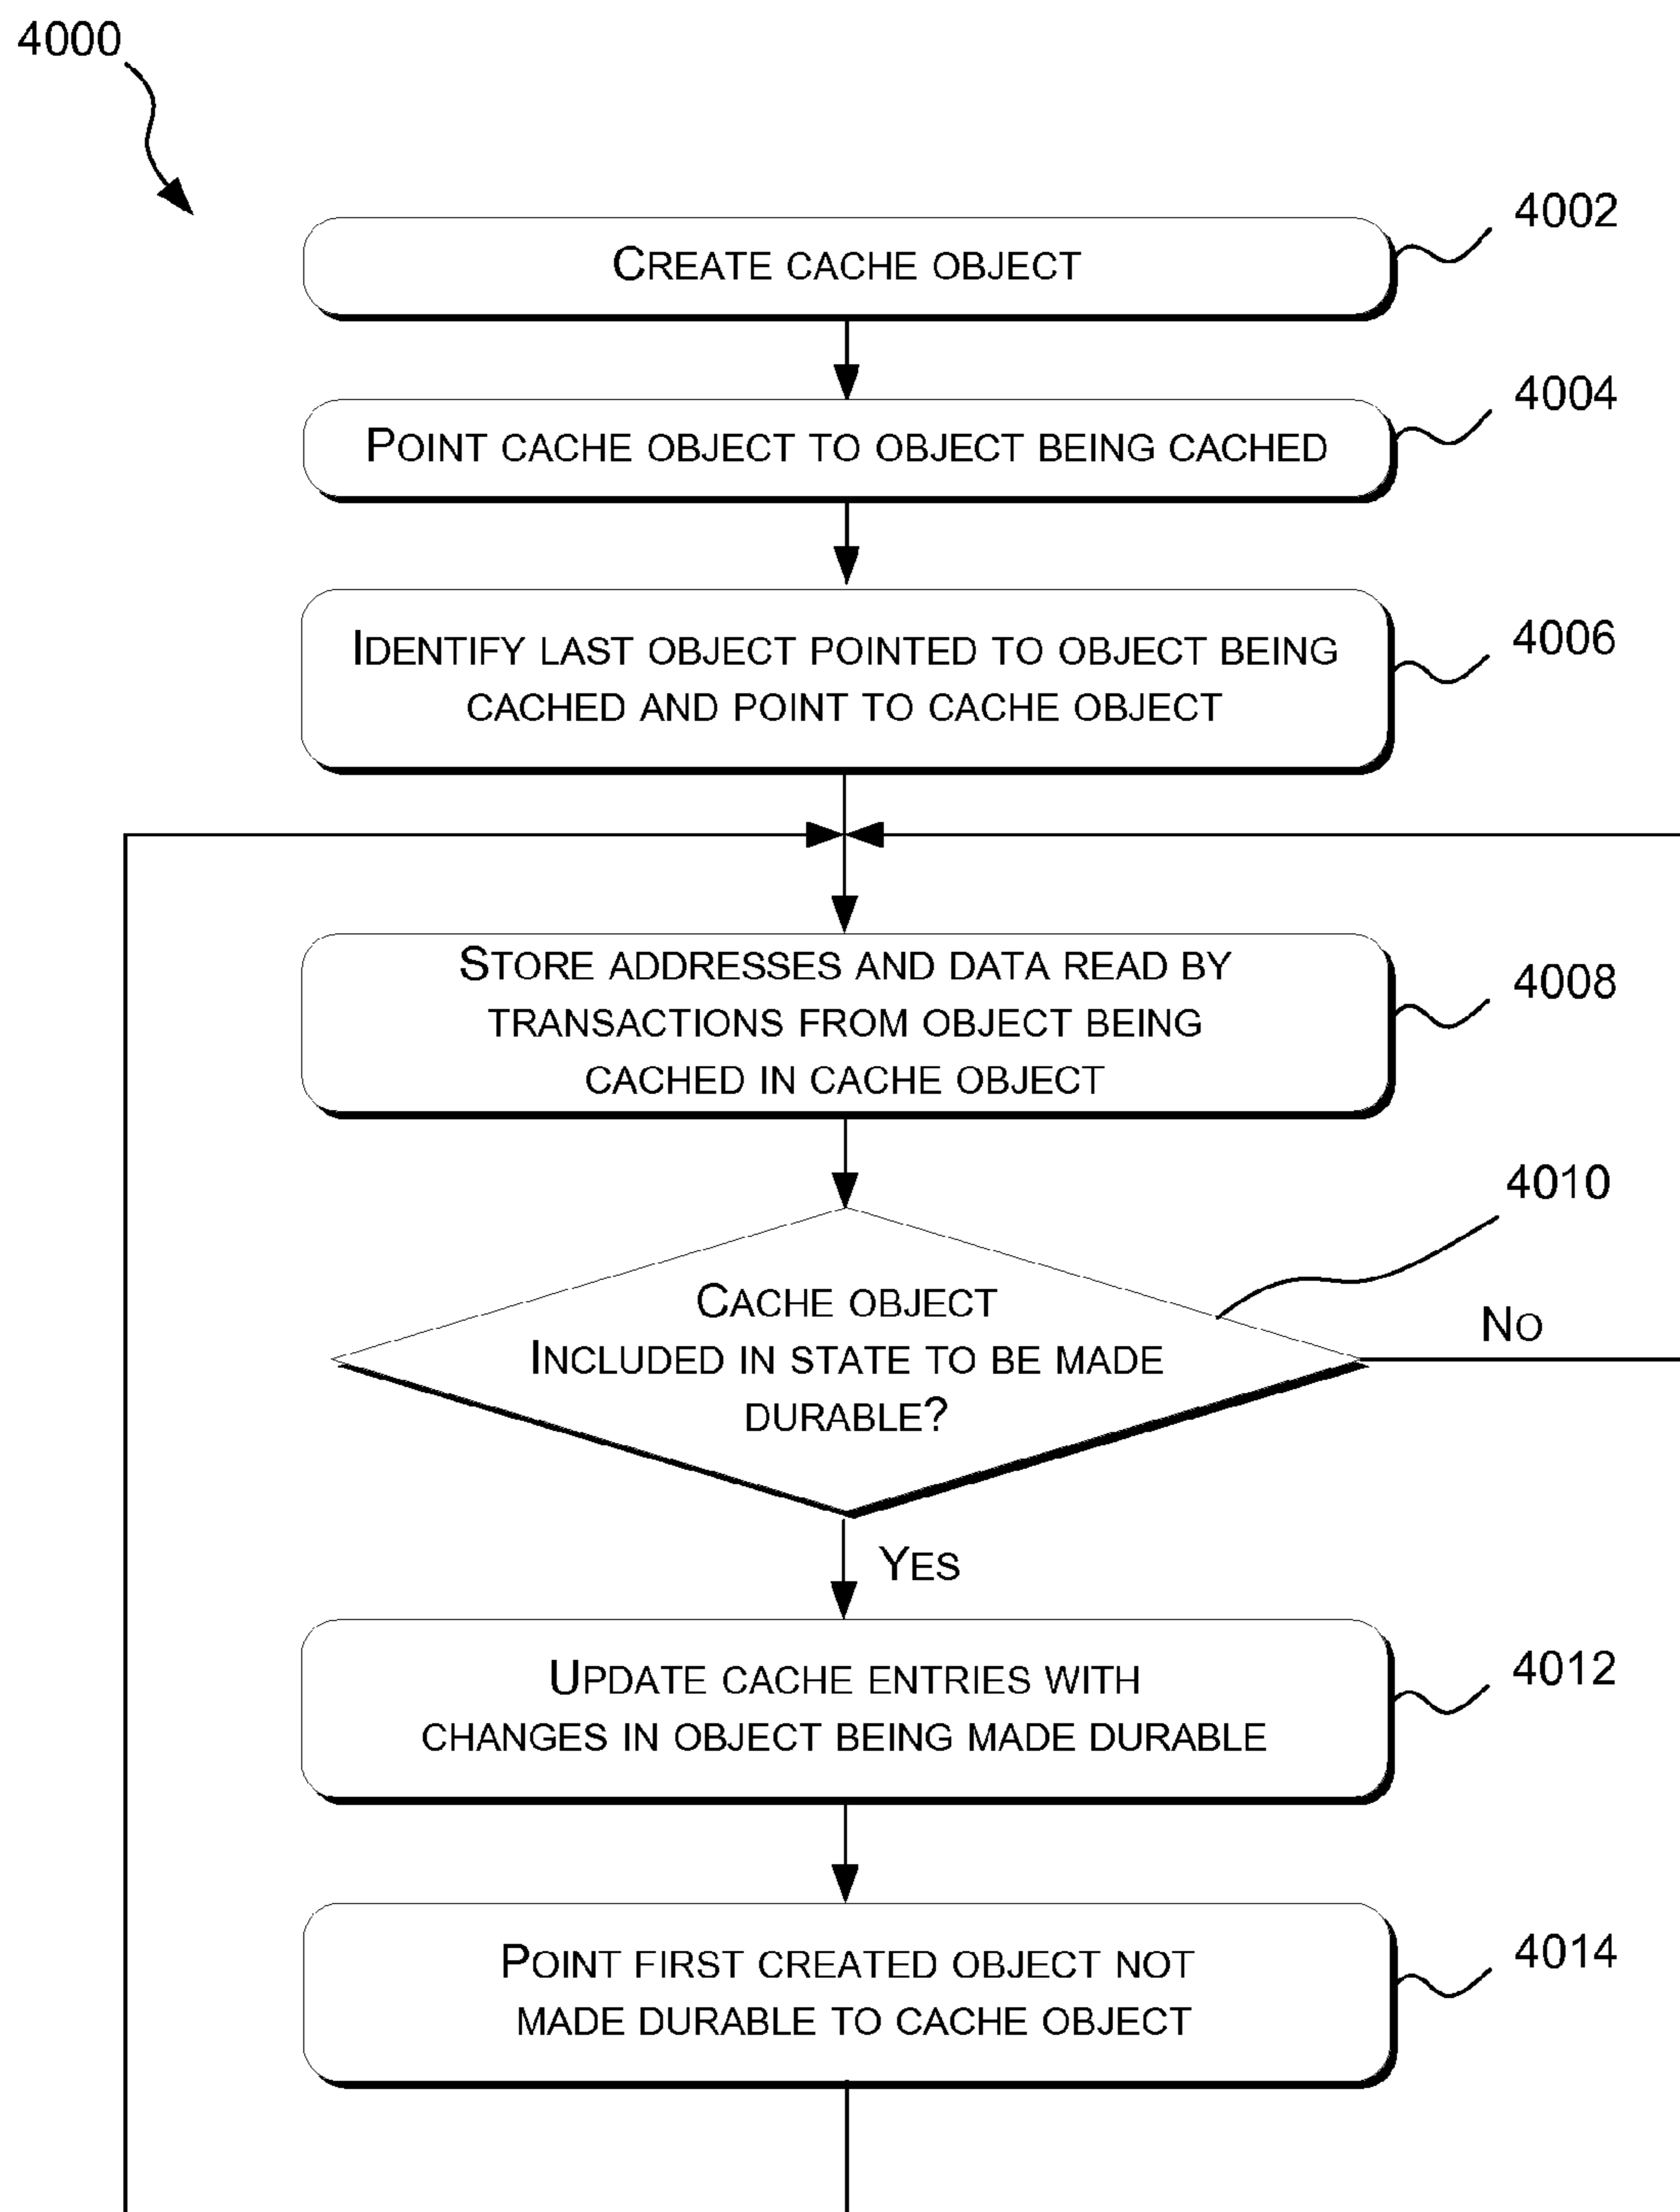 4000
4002
CREATE CACHE OBJECT
4004
POINT CACHE OBJECT TO OBJECT BEING CACHED
4006
IDENTIFY LAST OBJECT POINTED TO OBJECT BEING
CACHED AND POINT TO CACHE OBJECT
4008
STORE ADDRESSES AND DATA READ BY
TRANSACTIONS FROM OBJECT BEING
CACHED IN CACHE OBJECT
4010
CACHE OBJECT
INCLUDED IN STATE TO BE MADE
DURABLE?
NO
YES
4012
UPDATE CACHE ENTRIES WITH
CHANGES IN OBJECT BEING MADE DURABLE
4014
POINT FIRST CREATED OBJECT NOT
MADE DURABLE TO CACHE OBJECT